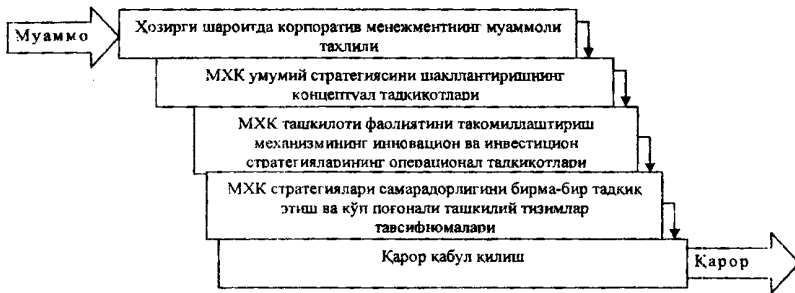 Муаммо
Ҳозирги шароитда корпоратив менежментнинг муаммоли
таҳлили
МХК умумий стратегиясини шакллантиришнинг
концептуал тадқиқотлари
МХК ташкилоти фаолиятини такомиллаштириш
механизмининг инновацион ва инвестицион
стратегияларининг операционал тадқиқотлари
МХК стратегиялари самарадорлигини бирма-бир тадқиқ
этиш ва кўп поғонали ташкилий тизимлар
тавсифномалари
Қарор қабул қилиш
Қарор